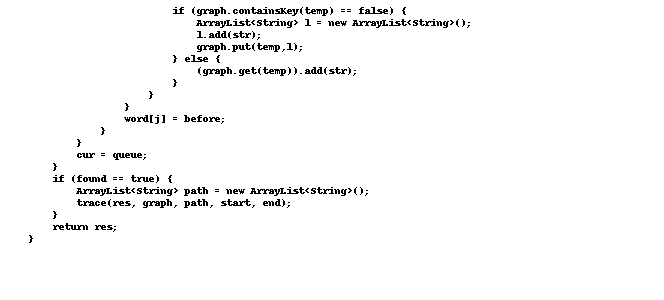 if (graph.containsKey(temp) == false) {
ArrayList<String> l = new ArrayList<String>();
l.add(str);
graph.put(temp,l);
} else {
(graph.get(temp)).add(str);
}
}
}
word[j] = before;
}
}
cur = queue;
}
if (found == true) {
ArrayList<String> path = new ArrayList<String>();
trace(res, graph, path, start, end);
}
return res;
}